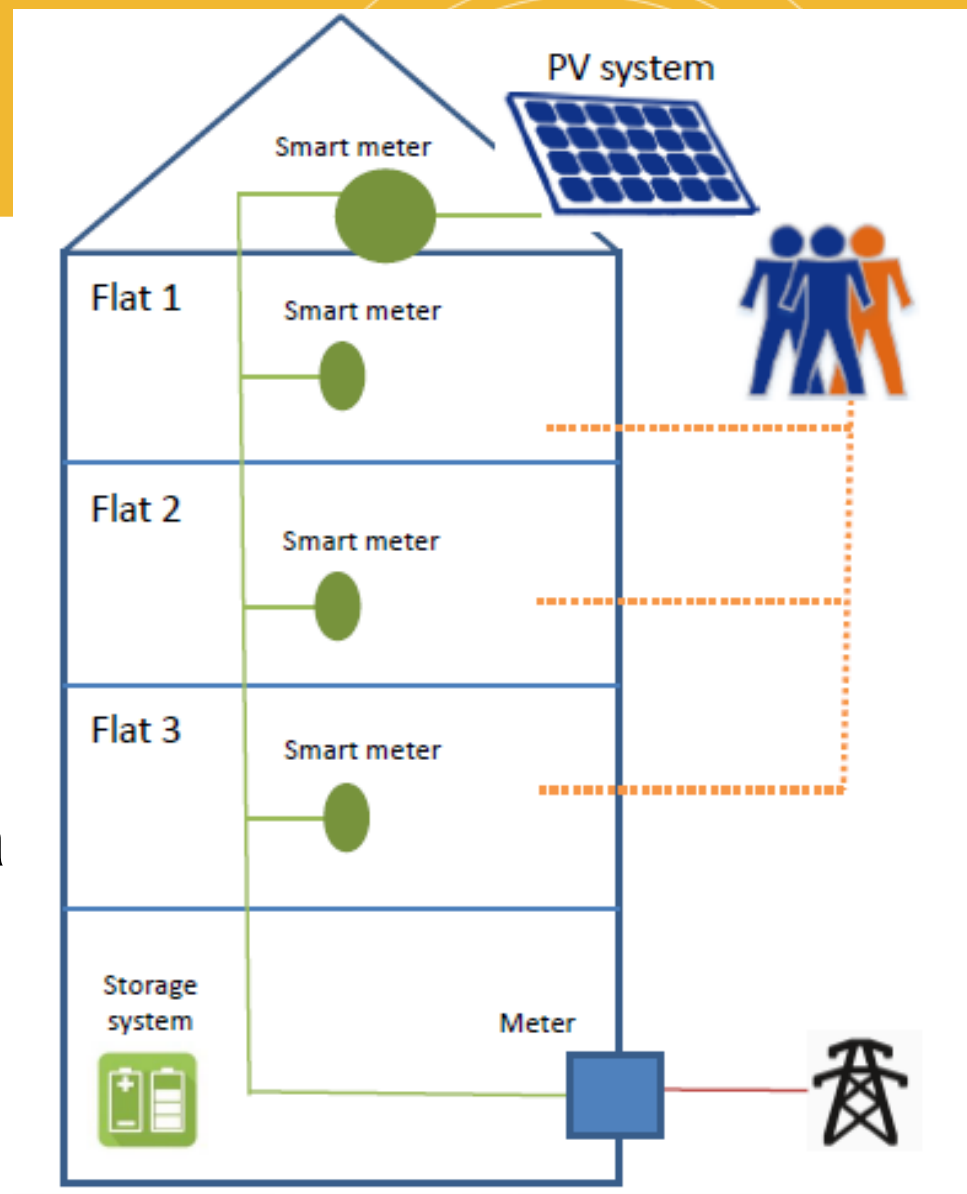 PV system
Smart meter
Flat 1
Smart meter
Flat 2
Smart meter
Flat 3
Smart meter
Storage
system
Meter